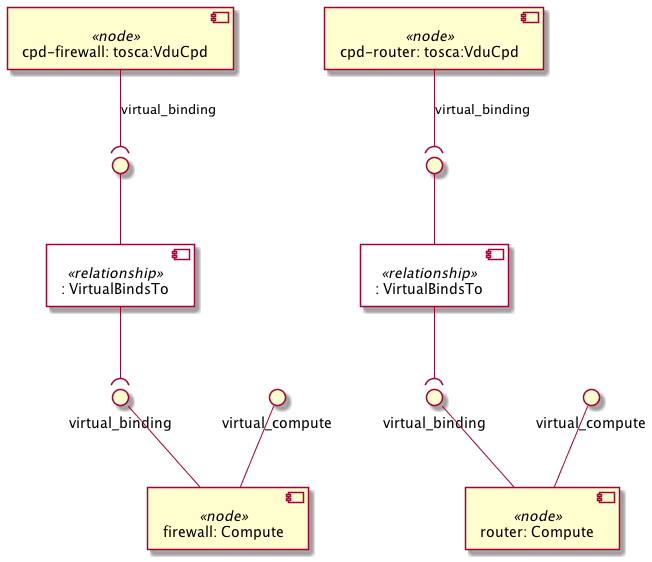 «node»
cpd-firewall: tosca:VduCpd
«node»
cpd-router: tosca:VduCpd
virtual_binding
virtual_binding
«relationship»
: VirtualBindsTo
«relationship»
: VirtualBindsTo
virtual_binding
virtual_compute
virtual_binding
virtual_compute
«node»
firewall: Compute
«node»
router: Compute